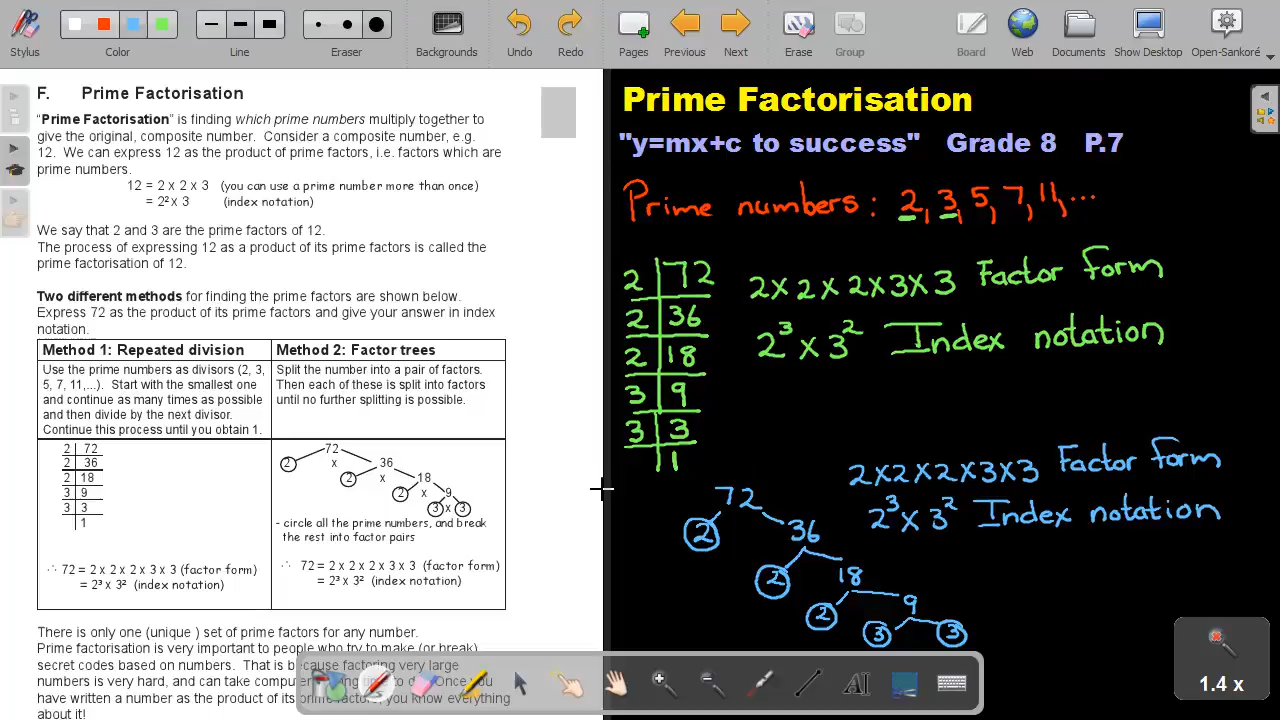 Stylus Color Line Eraser Backgrounds Undo Redo Pages Previous Next Erase Group Board Web Documents Show Desktop Open-Sankoré
F. Prime Factorisation
“Prime Factorisation” is finding which prime numbers multiply together to
give the original, composite number. Consider a composite number, e.g.
12. We can express 12 as the product of prime factors, i.e. factors which are
prime numbers.
12 = 2 x 2 x 3 (you can use a prime number more than once)
= 2² x 3 (index notation)
We say that 2 and 3 are the prime factors of 12.
The process of expressing 12 as a product of its prime factors is called the
prime factorisation of 12.
Two different methods for finding the prime factors are shown below.
Express 72 as the product of its prime factors and give your answer in index
notation.
Method 1: Repeated division
Use the prime numbers as divisors (2, 3,
5, 7, 11,...). Start with the smallest one
and continue as many times as possible
and then divide by the next divisor.
Continue this process until you obtain 1.
2 72
2 36
2 18
3 9
3 3
1
∴ 72 = 2 x 2 x 2 x 3 x 3 (factor form)
= 2³ x 3² (index notation)
Method 2: Factor trees
Split the number into a pair of factors.
Then each of these is split into factors
until no further splitting is possible.
72
2 x 36
2 x 18
2 x 9
3 x 3
- circle all the prime numbers, and break
the rest into factor pairs
∴ 72 = 2 x 2 x 2 x 3 x 3 (factor form)
= 2³ x 3² (index notation)
There is only one (unique ) set of prime factors for any number.
Prime factorisation is very important to people who try to make (or break)
secret codes based on numbers. That is because factoring very large
numbers is very hard, and can take computer
have written a number as the product of its prime factors, you know everything
about it!
Prime Factorisation
"y=mx+c to success" Grade 8 P.7
Prime numbers: 2, 3, 5, 7, 11, ...
2 72
2 36
2 18
3 9
3 3
1
2 x 2 x 2 x 3 x 3 Factor form
2³ x 3² Index notation
2x2x2x3x3 Factor form
2³ x 3² Index notation
72
2 36
2 18
2 9
3 3
1.4 x